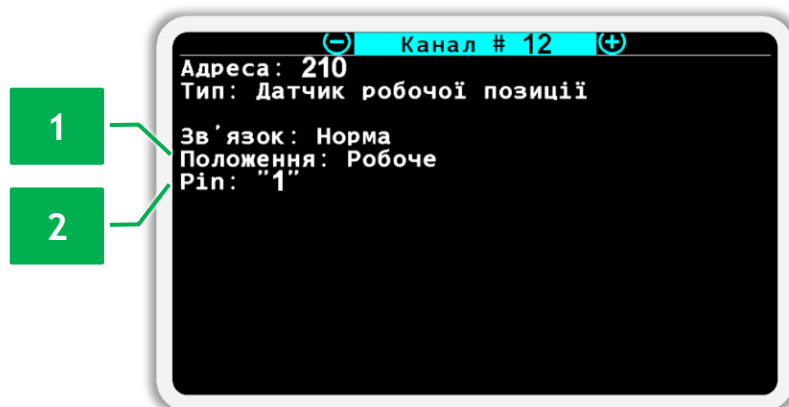 Канал # 12
Адреса: 210
Тип: Датчик робочої позиції
Зв'язок: Норма
1
Положення: Робоче
Pin: "1"
2